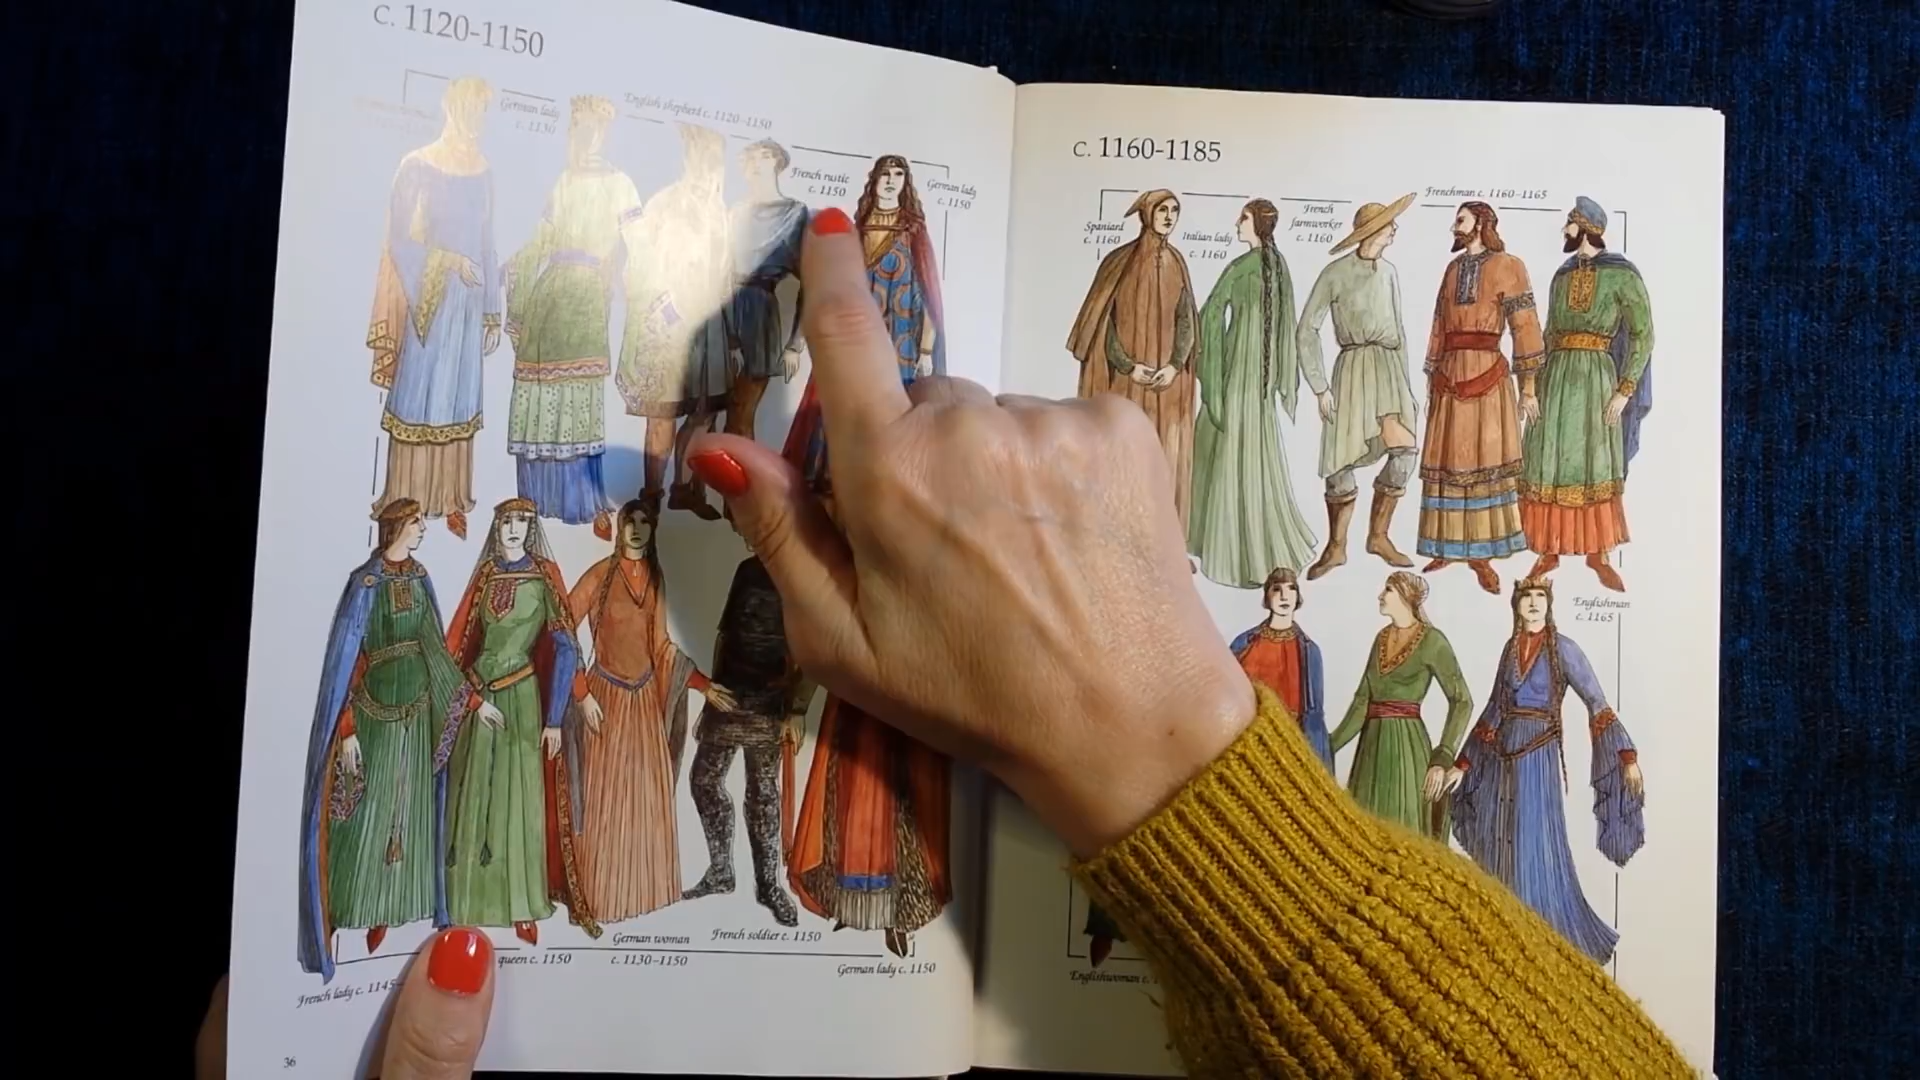 c. 1120-1150
German lady
c. 1130
English shepherd c. 1120-1150
French rustic
c. 1150
German lady
c. 1150
queen c. 1150
German woman
c. 1130-1150
French soldier c. 1150
German lady c. 1150
French lady c. 1145-
36
c. 1160-1185
Spaniard
c. 1160
Italian lady
c. 1160
French
farmworker
c. 1160
Frenchman c. 1160-1165
Englishman
c. 1165
Englishwoman c.